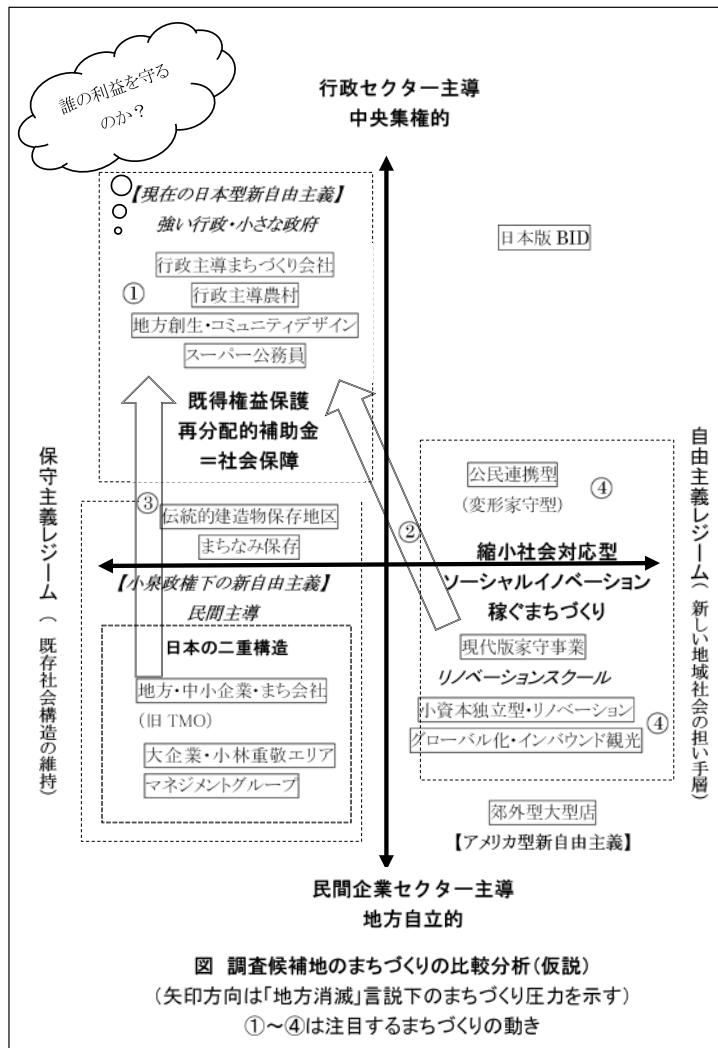 誰の利益を守る
のか？
行政セクター主導
中央集権的
【現在の日本型新自由主義】
強い行政・小さな政府
日本版 BID
行政主導まちづくり会社
①
行政主導農村
地方創生・コミュニティデザイン
スーパー公務員
既得権益保護
再分配的補助金
＝社会保障
保守主義レジーム（既存社会構造の維持）
自由主義レジーム（新しい地域社会の担い手層）
公民連携型
④
(変形家守型)
③
伝統的建造物保存地区
②
まちなみ保存
縮小社会対応型
ソーシャルイノベーション
稼ぐまちづくり
【小泉政権下の新自由主義】
民間主導
日本の二重構造
現代版家守事業
リノベーションスクール
地方・中小企業・まち会社
(旧 TMO)
小資本独立型・リノベーション
④
グローバル化・インバウンド観光
大企業・小林重敬エリア
マネジメントグループ
郊外型大型店
【アメリカ型新自由主義】
民間企業セクター主導
地方自立的
図 調査候補地のまちづくりの比較分析(仮説)
(矢印方向は「地方消滅」言説下のまちづくり圧力を示す)
①～④は注目するまちづくりの動き